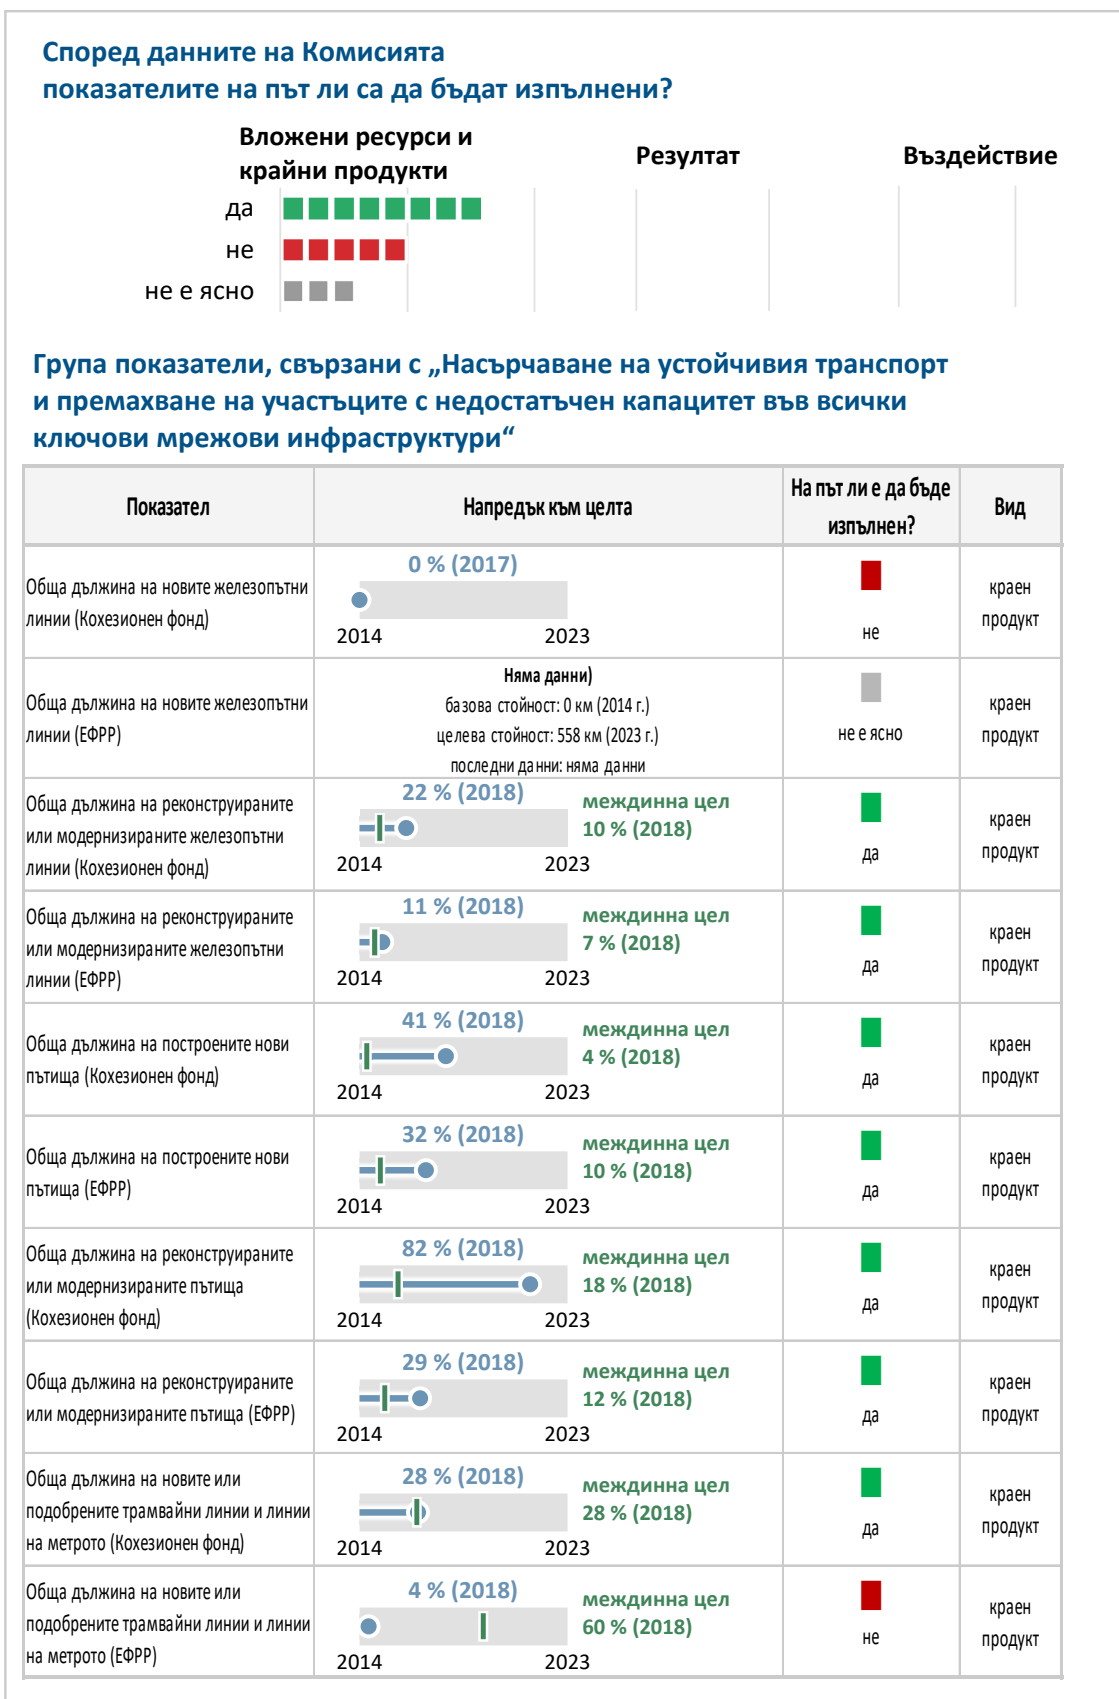 Според данните на Комисията
показателите на път ли са да бъдат изпълнени?
Вложени ресурси и
крайни продукти
Резултат
Въздействие
да
не
не е ясно
Група показатели, свързани с „Насърчаване на устойчивия транспорт
и премахване на участъците с недостатъчен капацитет във всички
ключови мрежови инфраструктури“
Показател
Напредък към целта
На път ли е да бъде
изпълнен?
Вид
Обща дължина на новите железопътни
линии (Кохезионен фонд)
0 % (2017)
2014 2023
не
краен
продукт
Обща дължина на новите железопътни
линии (ЕФРР)
Няма данни)
базова стойност: 0 км (2014 г.)
целева стойност: 558 км (2023 г.)
последни данни: няма данни
не е ясно
краен
продукт
Обща дължина на реконструираните
или модернизираните железопътни
линии (Кохезионен фонд)
22 % (2018)
2014 2023
междинна цел
10 % (2018)
да
краен
продукт
Обща дължина на реконструираните
или модернизираните железопътни
линии (ЕФРР)
11 % (2018)
2014 2023
междинна цел
7 % (2018)
да
краен
продукт
Обща дължина на построените нови
пътища (Кохезионен фонд)
41 % (2018)
2014 2023
междинна цел
4 % (2018)
да
краен
продукт
Обща дължина на построените нови
пътища (ЕФРР)
32 % (2018)
2014 2023
междинна цел
10 % (2018)
да
краен
продукт
Обща дължина на реконструираните
или модернизираните пътища
(Кохезионен фонд)
82 % (2018)
2014 2023
междинна цел
18 % (2018)
да
краен
продукт
Обща дължина на реконструираните
или модернизираните пътища (ЕФРР)
29 % (2018)
2014 2023
междинна цел
12 % (2018)
да
краен
продукт
Обща дължина на новите или
подобрените трамвайни линии и линии
на метрото (Кохезионен фонд)
28 % (2018)
2014 2023
междинна цел
28 % (2018)
да
краен
продукт
Обща дължина на новите или
подобрените трамвайни линии и линии
на метрото (ЕФРР)
4 % (2018)
2014 2023
междинна цел
60 % (2018)
не
краен
продукт